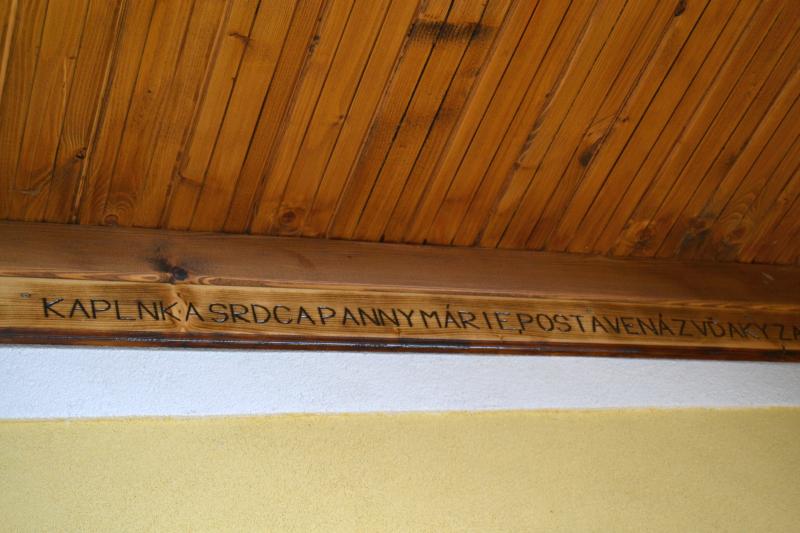 "KAPLNKA SRDCA PANNY MÁRIE, POSTAVENÁ Z VĎAKY ZA